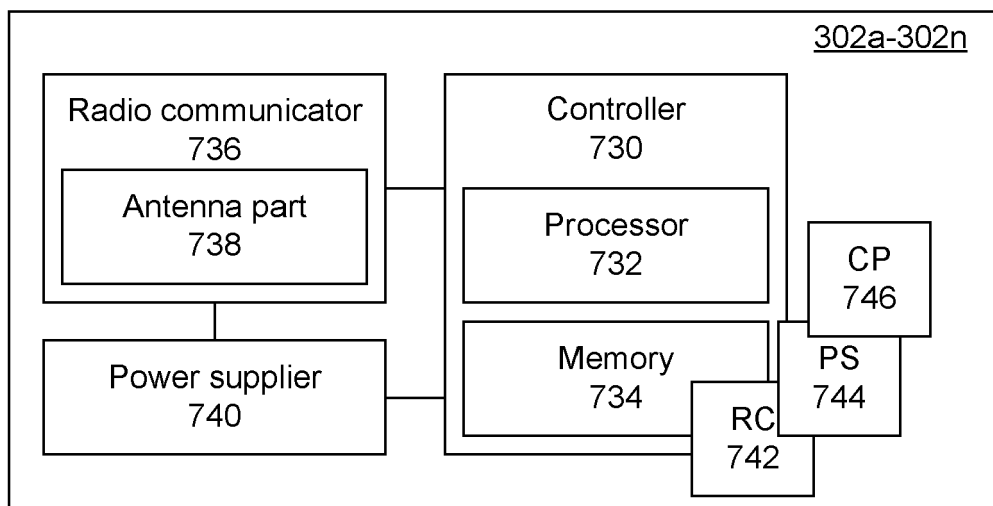 302a-302n
Radio communicator
736
Antenna part
738
Controller
730
Processor
732
Memory
734
Power supplier
740
CP
746
PS
744
RC
742